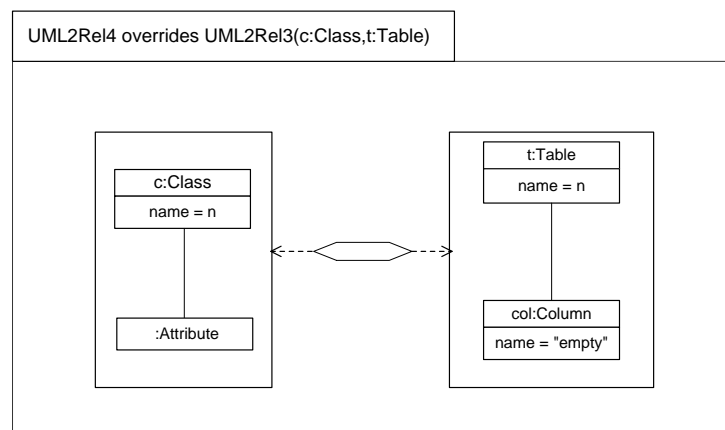 UML2Rel4 overrides UML2Rel3(c:Class,t:Table)
c:Class
name = n
:Attribute
t:Table
name = n
col:Column
name = "empty"